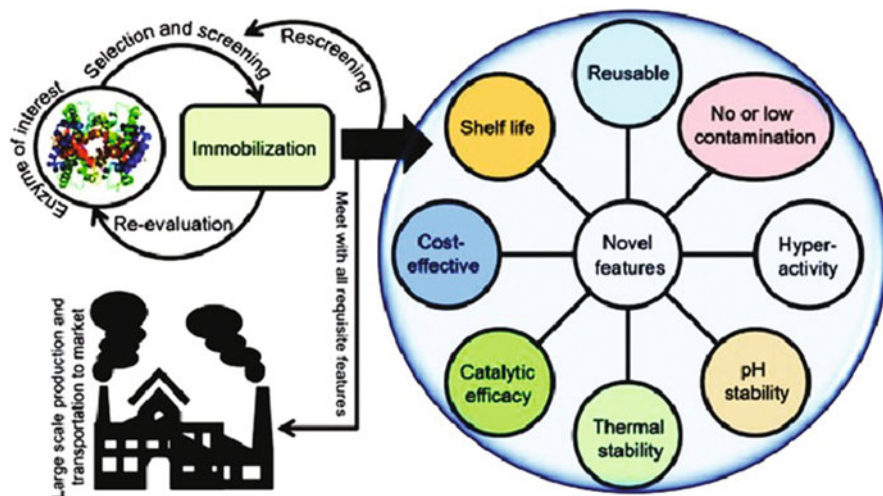 Enzyme of interest
Selection and screening
Rescreening
Immobilization
Re-evaluation
Meet with all requisite features
Large scale production and
transportation to market
Novel
features
Reusable
No or low
contamination
Hyper-
activity
pH
stability
Thermal
stability
Catalytic
efficacy
Cost-
effective
Shelf life